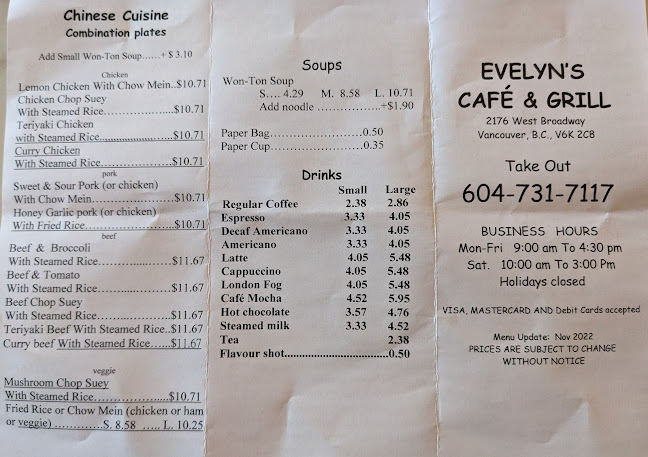 Chinese Cuisine
Combination plates
Add Small Won-Ton Soup......+ $ 3.10
Chicken
Lemon Chicken With Chow Mein..$10.71
Chicken Chop Suey
With Steamed Rice............................$10.71
Teriyaki Chicken
with Steamed Rice............................$10.71
Curry Chicken
With Steamed Rice............................$10.71
pork
Sweet & Sour Pork (or chicken)
With Chow Mein..............................$10.71
Honey Garlic pork (or chicken)
With Fried Rice................................$10.71
beef
Beef & Broccoli
With Steamed Rice............................$11.67
Beef & Tomato
With Steamed Rice............................$11.67
Beef Chop Suey
With Steamed Rice............................$11.67
Teriyaki Beef With Steamed Rice..$11.67
Curry beef With Steamed Rice.....$11.67
veggie
Mushroom Chop Suey
With Steamed Rice............................$10.71
Fried Rice or Chow Mein (chicken or ham
or veggie) ..............S. 8.58 ..... L. 10.25
Soups
Won-Ton Soup
S.... 4.29 M. 8.58 L. 10.71
Add noodle .................+$1.90
Paper Bag..........................0.50
Paper Cup..........................0.35
Drinks
Small Large
Regular Coffee 2.38 2.86
Espresso 3.33 4.05
Decaf Americano 3.33 4.05
Americano 3.33 4.05
Latte 4.05 5.48
Cappuccino 4.05 5.48
London Fog 4.05 5.48
Café Mocha 4.52 5.95
Hot chocolate 3.57 4.76
Steamed milk 3.33 4.52
Tea 2.38
Flavour shot.......................................0.50
EVELYN'S
CAFÉ & GRILL
2176 West Broadway
Vancouver, B.C., V6K 2C8
Take Out
604-731-7117
BUSINESS HOURS
Mon-Fri 9:00 am To 4:30 pm
Sat. 10:00 am To 3:00 Pm
Holidays closed
VISA, MASTERCARD AND Debit Cards accepted
Menu Update: Nov 2022
PRICES ARE SUBJECT TO CHANGE
WITHOUT NOTICE